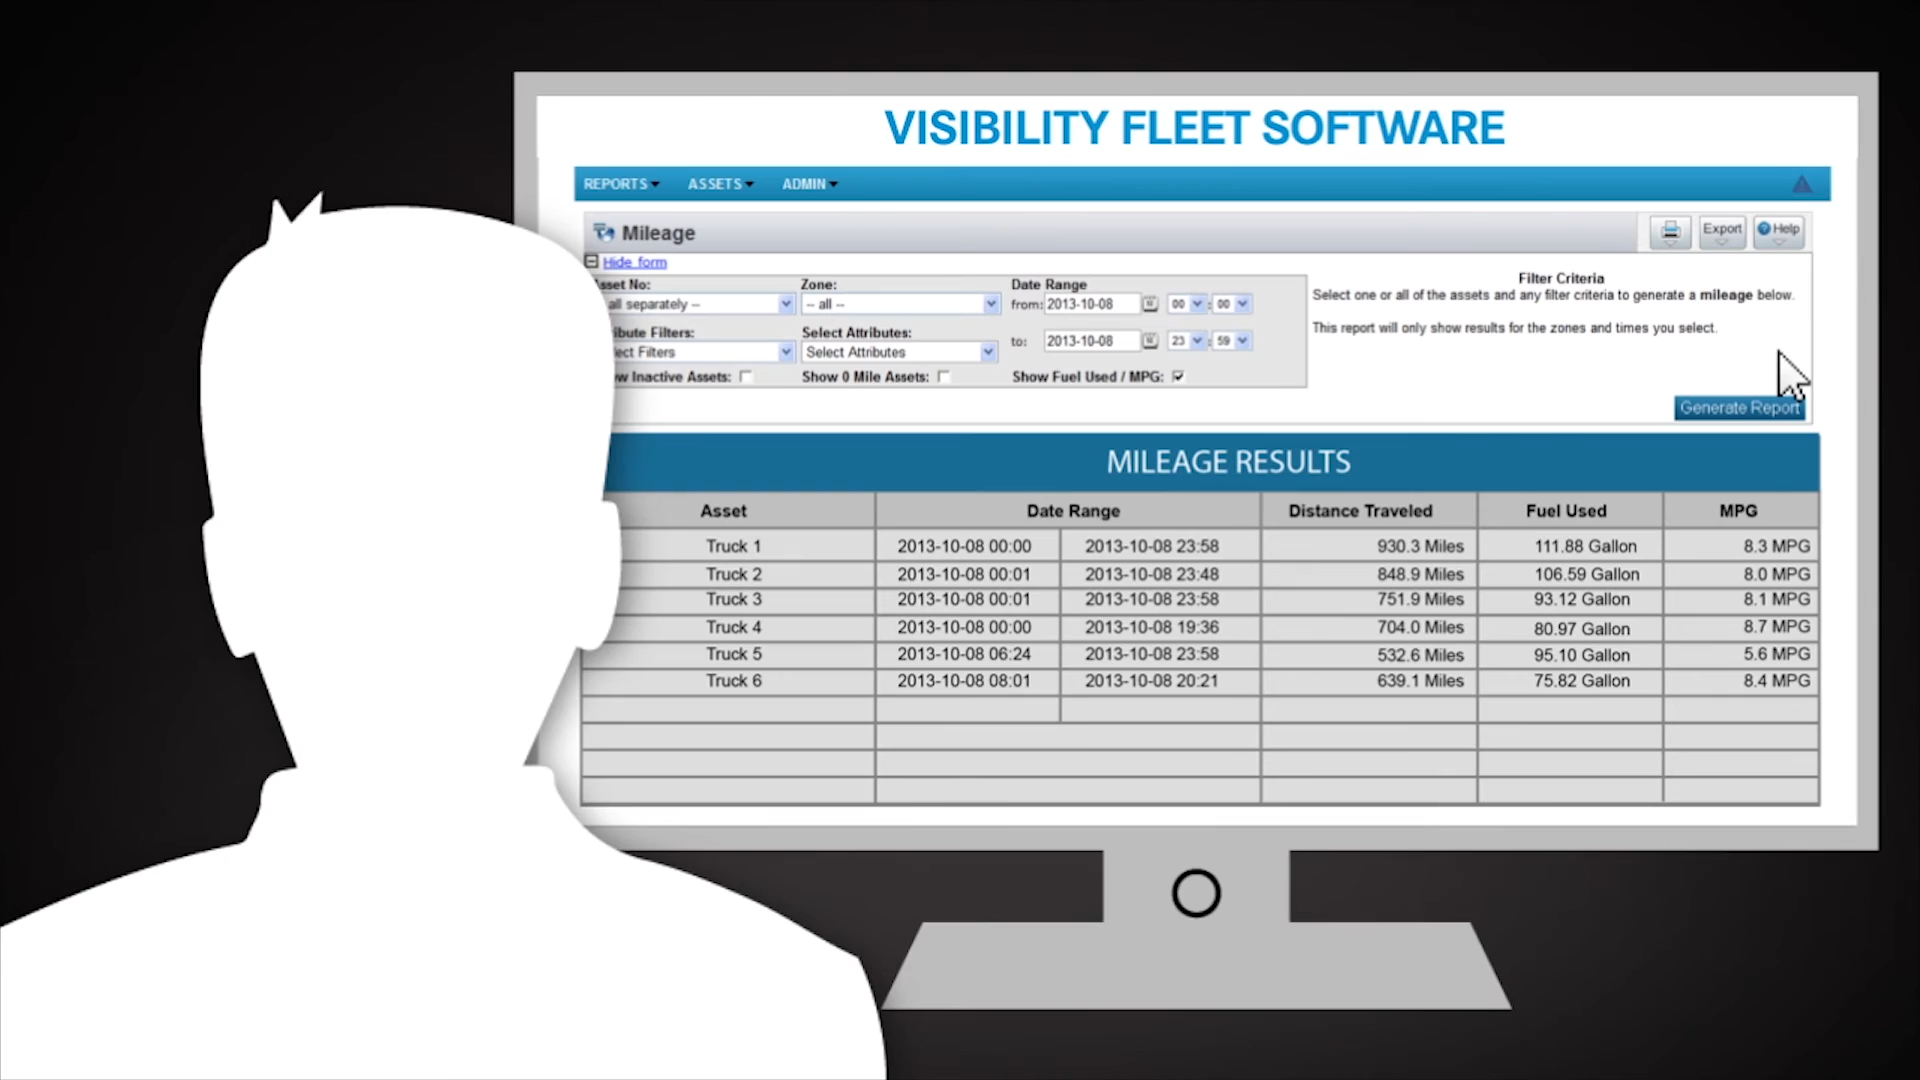 VISIBILITY FLEET SOFTWARE
REPORTS ASSETS ADMIN
Mileage Export Help
Hide form
Zone: Date Range Filter Criteria
all separately -- -- all -- from: 2013-10-08 00 : 00 Select one or all of the assets and any filter criteria to generate a mileage below.
Filters: Select Attributes: This report will only show results for the zones and times you select.
Filters Select Attributes to: 2013-10-08 23 : 59
Inactive Assets: Show 0 Mile Assets: Show Fuel Used / MPG:
Generate Report
MILEAGE RESULTS
Asset Date Range Distance Traveled Fuel Used MPG
Truck 1 2013-10-08 00:00 2013-10-08 23:58 930.3 Miles 111.88 Gallon 8.3 MPG
Truck 2 2013-10-08 00:01 2013-10-08 23:48 848.9 Miles 106.59 Gallon 8.0 MPG
Truck 3 2013-10-08 00:01 2013-10-08 23:58 751.9 Miles 93.12 Gallon 8.1 MPG
Truck 4 2013-10-08 00:00 2013-10-08 19:36 704.0 Miles 80.97 Gallon 8.7 MPG
Truck 5 2013-10-08 06:24 2013-10-08 23:58 532.6 Miles 95.10 Gallon 5.6 MPG
Truck 6 2013-10-08 08:01 2013-10-08 20:21 639.1 Miles 75.82 Gallon 8.4 MPG